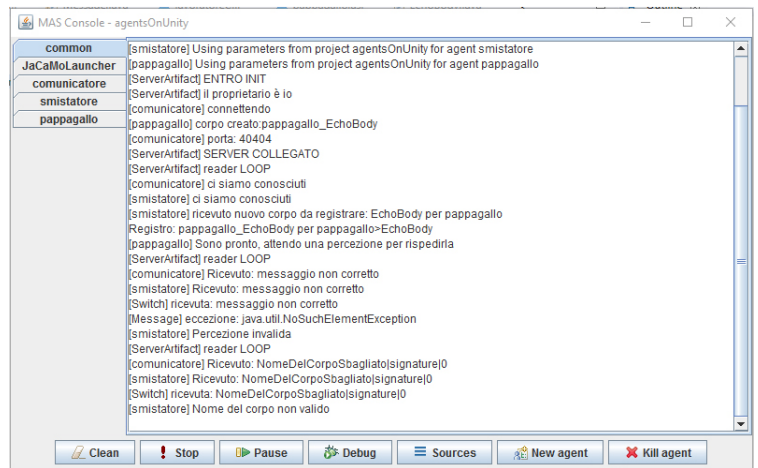 MAS Console - agentsOnUnity
common
JaCaMoLauncher
comunicatore
smistatore
pappagallo
[smistatore] Using parameters from project agentsOnUnity for agent smistatore
[pappagallo] Using parameters from project agentsOnUnity for agent pappagallo
[ServerArtifact] ENTRO INIT
[ServerArtifact] il proprietario è io
[comunicatore] connettendo
[pappagallo] corpo creato:pappagallo_EchoBody
[comunicatore] porta: 40404
[ServerArtifact] SERVER COLLEGATO
[ServerArtifact] reader LOOP
[comunicatore] ci siamo conosciuti
[smistatore] ci siamo conosciuti
[smistatore] ricevuto nuovo corpo da registrare: EchoBody per pappagallo
Registro: pappagallo_EchoBody per pappagallo>EchoBody
[pappagallo] Sono pronto, attendo una percezione per rispedirla
[ServerArtifact] reader LOOP
[comunicatore] Ricevuto: messaggio non corretto
[smistatore] Ricevuto: messaggio non corretto
[Switch] ricevuta: messaggio non corretto
[Message] eccezione: java.util.NoSuchElementException
[smistatore] Percezione invalida
[ServerArtifact] reader LOOP
[comunicatore] Ricevuto: NomeDelCorpoSbagliato|signature|0
[smistatore] Ricevuto: NomeDelCorpoSbagliato|signature|0
[Switch] ricevuta: NomeDelCorpoSbagliato|signature|0
[smistatore] Nome del corpo non valido
Clean Stop Pause Debug Sources New agent Kill agent